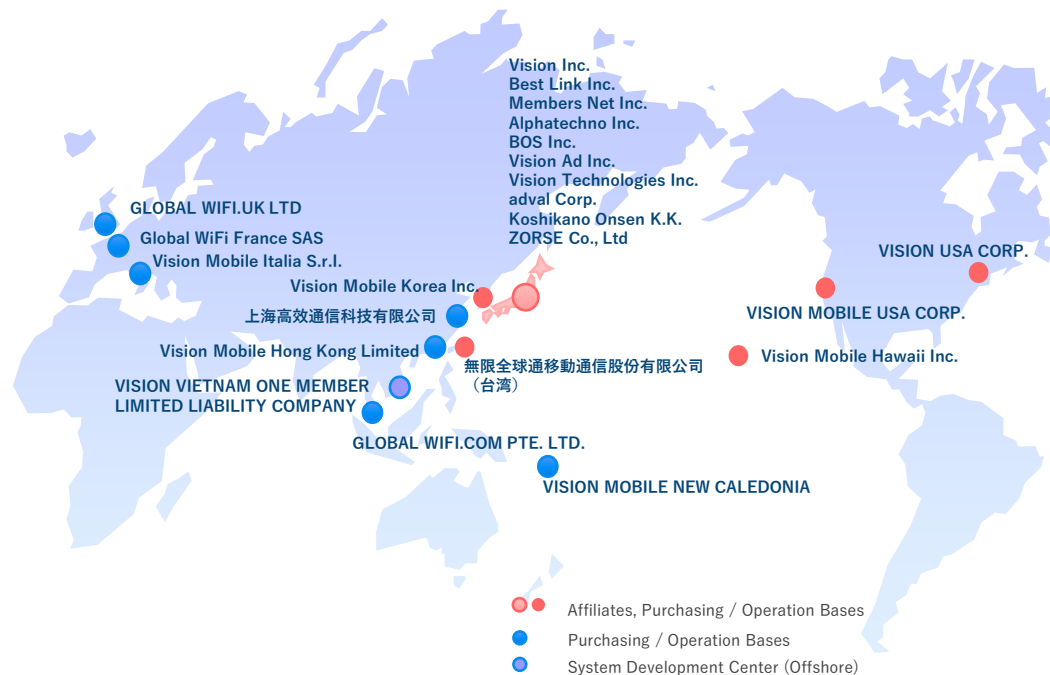 Vision Inc.
Best Link Inc.
Members Net Inc.
Alphatechno Inc.
BOS Inc.
Vision Ad Inc.
Vision Technologies Inc.
adval Corp.
Koshikano Onsen K.K.
ZORSE Co., Ltd
GLOBAL WIFI.UK LTD
Global WiFi France SAS
Vision Mobile Italia S.r.l.
Vision Mobile Korea Inc.
上海高效通信科技有限公司
Vision Mobile Hong Kong Limited
無限全球通移動通信股份有限公司
（台湾）
VISION VIETNAM ONE MEMBER
LIMITED LIABILITY COMPANY
GLOBAL WIFI.COM PTE. LTD.
VISION MOBILE NEW CALEDONIA
VISION USA CORP.
VISION MOBILE USA CORP.
Vision Mobile Hawaii Inc.
Affiliates, Purchasing / Operation Bases
Purchasing / Operation Bases
System Development Center (Offshore)